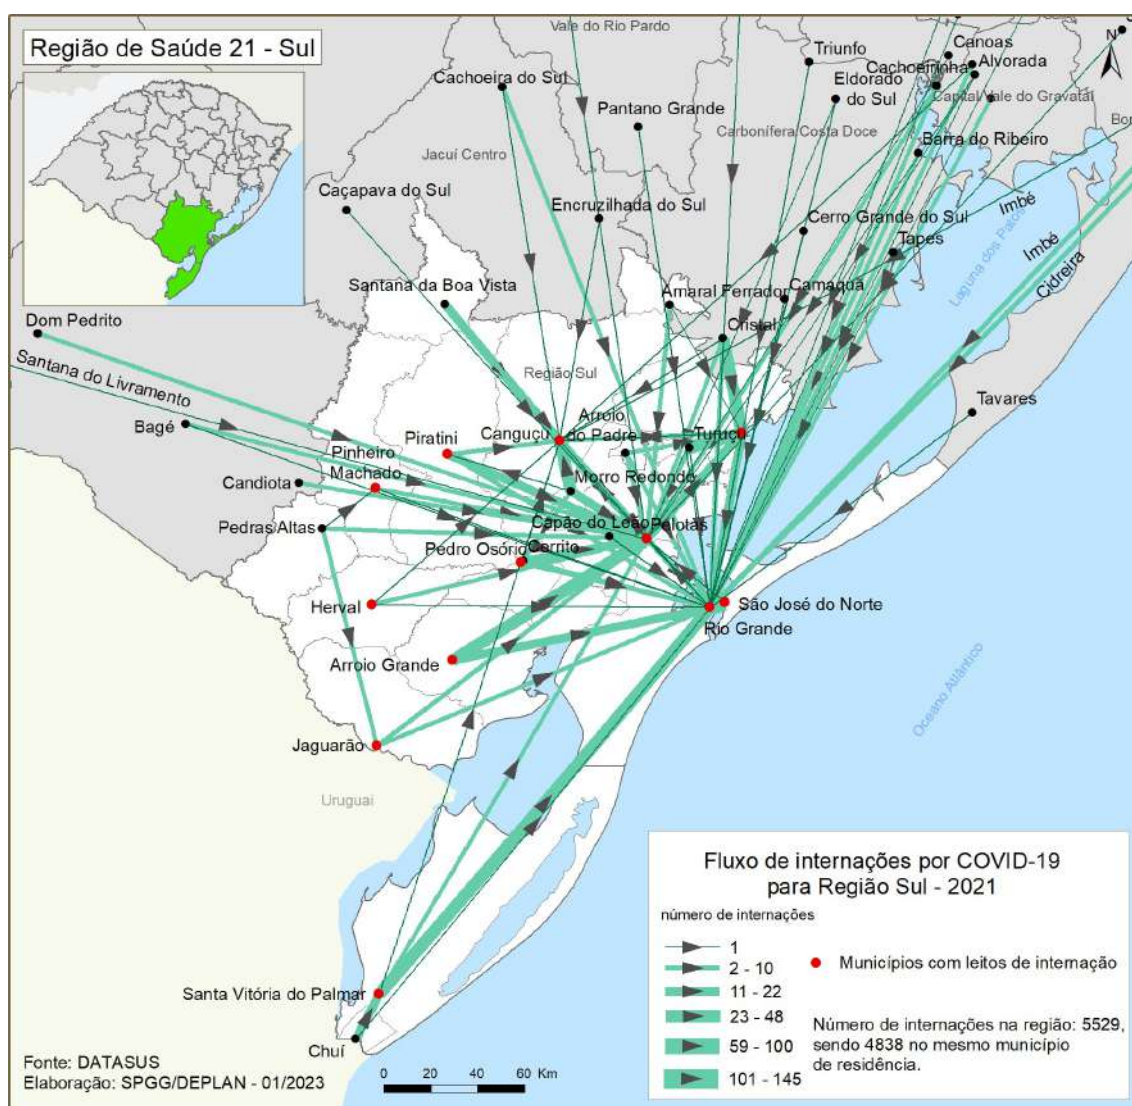 Região de Saúde 21 - Sul
Vale do Rio Pardo
Triunfo
Canoas
N
Cachoeirinha
Alvorada
Cachoeira do Sul
Eldorado
do Sul
Capital/Vale do Gravataí
Pantano Grande
Carbonífera/Costa Doce
Bor
Barra do Ribeiro
Jacuí Centro
Caçapava do Sul
Encruzilhada do Sul
Imbé
Cerro Grande do Sul
Tapes
Imbé
Laguna dos Patos
Cidreira
Santana da Boa Vista
Amaral Ferrador
Camaquã
Dom Pedrito
Cristal
Santana do Livramento
Região Sul
Tavares
Bagé
Piratini
Canguçu
Arroio
do Padre
Turuçu
Pinheiro
Machado
Candiota
Morro Redondo
Pedras Altas
Capão do Leão
Pelotas
Pedro Osório
Cerrito
Herval
São José do Norte
Rio Grande
Arroio Grande
Oceano Atlântico
Jaguarão
Uruguai
Santa Vitória do Palmar
Chuí
Fluxo de internações por COVID-19
para Região Sul - 2021
número de internações
1
2 - 10
11 - 22
23 - 48
59 - 100
101 - 145
Municípios com leitos de internação
Número de internações na região: 5529,
sendo 4838 no mesmo município
de residência.
Fonte: DATASUS
Elaboração: SPGG/DEPLAN - 01/2023
0 20 40 60 Km